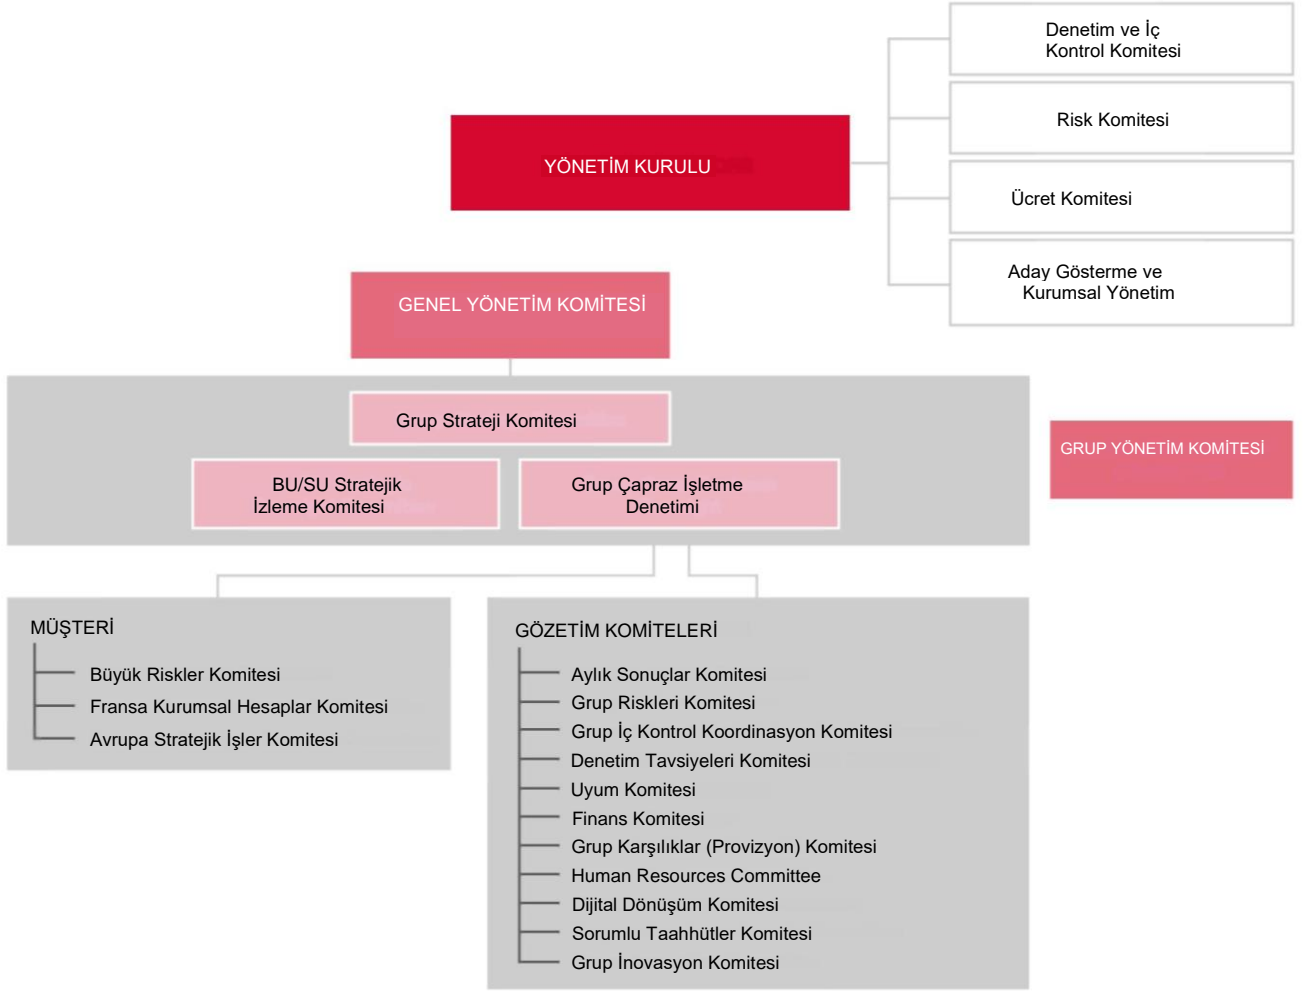 Denetim ve İç
Kontrol Komitesi
Risk Komitesi
YÖNETİM KURULU
Ücret Komitesi
Aday Gösterme ve
Kurumsal Yönetim
GENEL YÖNETİM KOMİTESİ
Grup Strateji Komitesi
GRUP YÖNETİM KOMİTESİ
BU/SU Stratejik
İzleme Komitesi
Grup Çapraz İşletme
Denetimi
MÜŞTERİ
Büyük Riskler Komitesi
Fransa Kurumsal Hesaplar Komitesi
Avrupa Stratejik İşler Komitesi
GÖZETİM KOMİTELERİ
Aylık Sonuçlar Komitesi
Grup Riskleri Komitesi
Grup İç Kontrol Koordinasyon Komitesi
Denetim Tavsiyeleri Komitesi
Uyum Komitesi
Finans Komitesi
Grup Karşılıklar (Provizyon) Komitesi
Human Resources Committee
Dijital Dönüşüm Komitesi
Sorumlu Taahhütler Komitesi
Grup İnovasyon Komitesi